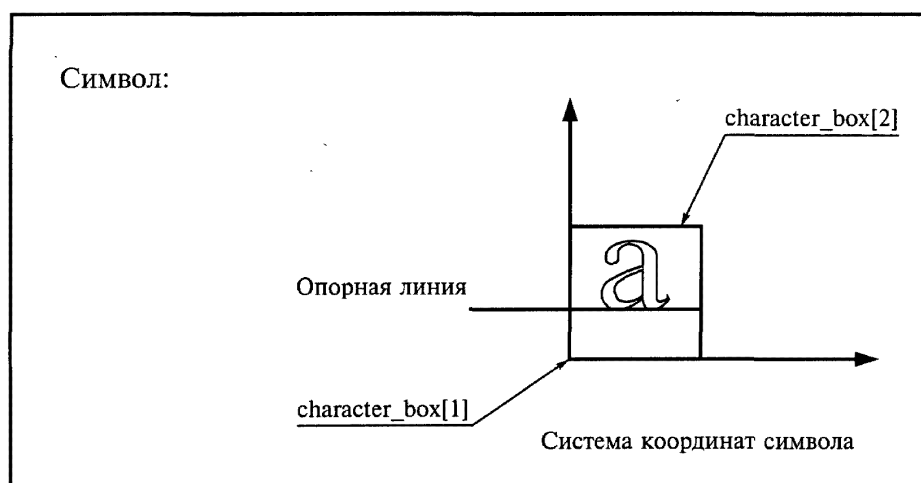 Символ:
character_box[2]
a
Опорная линия
character_box[1]
Система координат символа